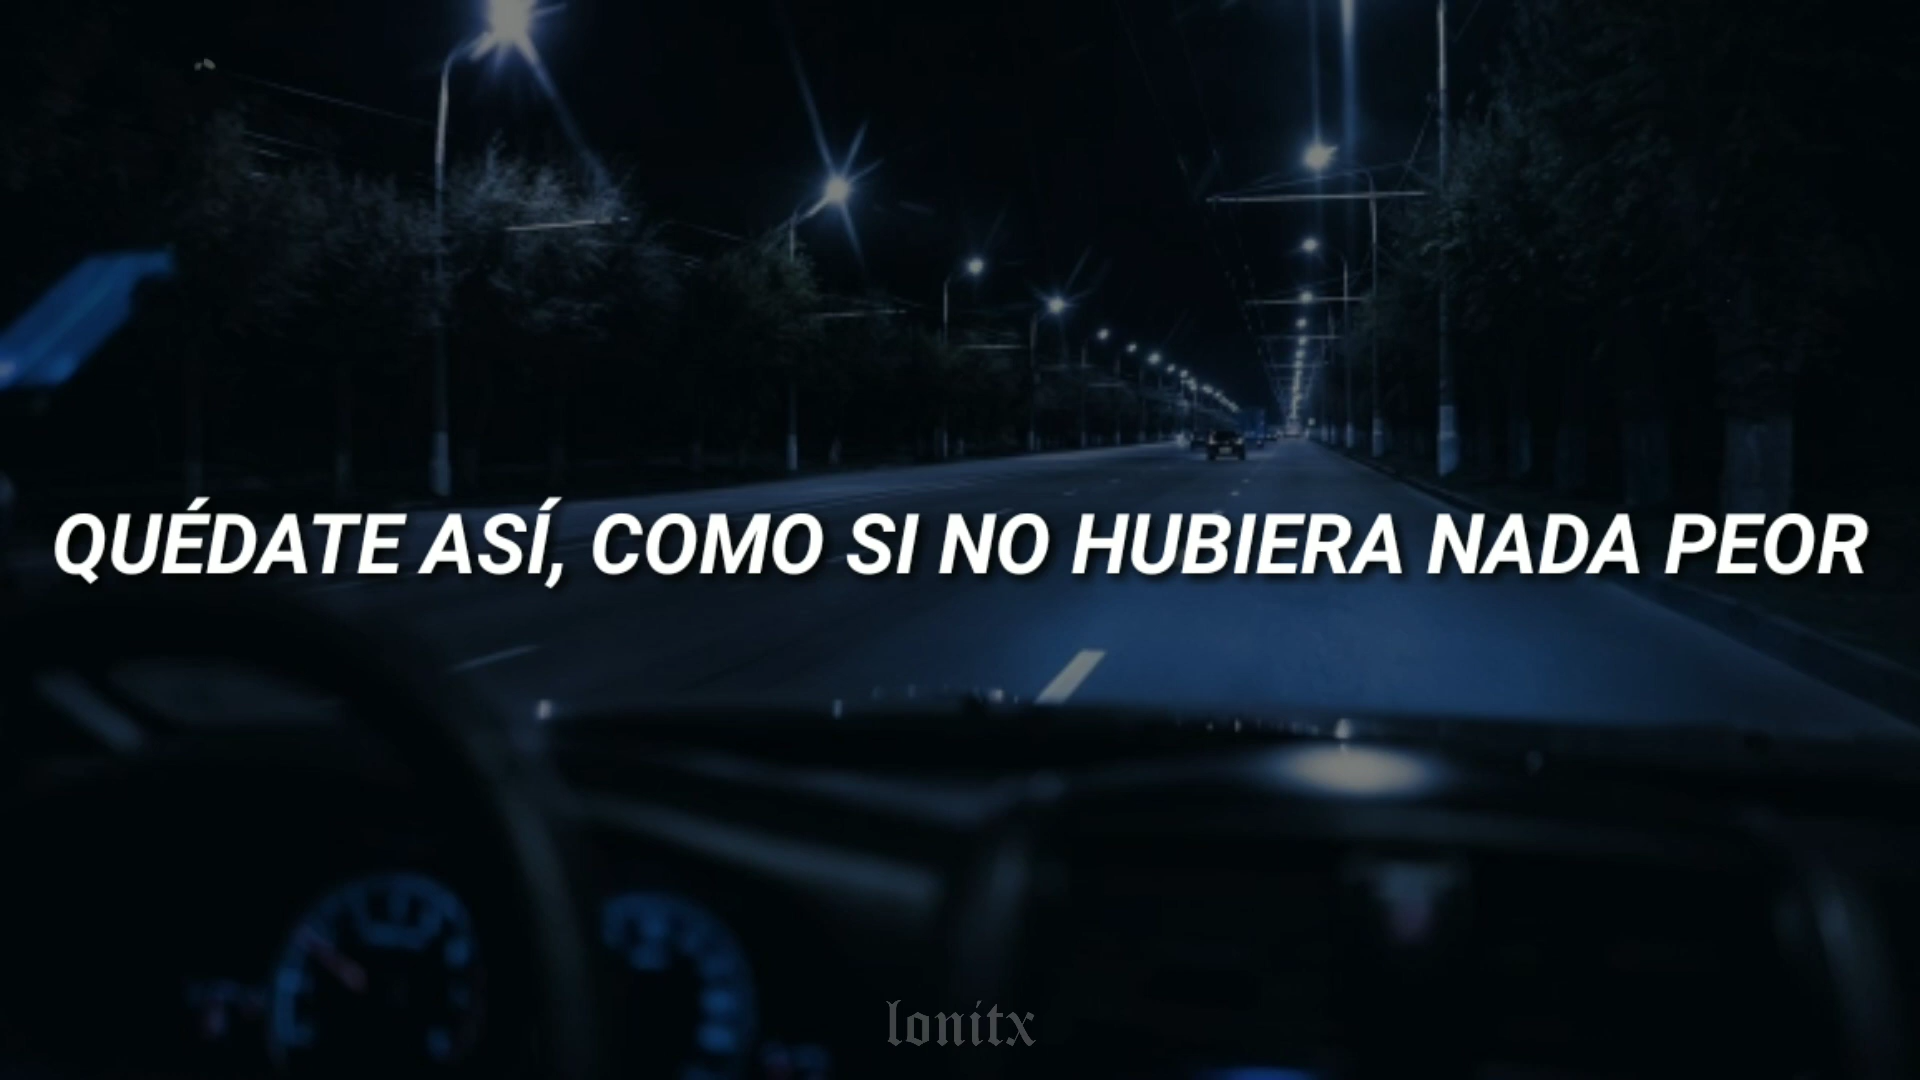 QUÉDATE ASÍ, COMO SI NO HUBIERA NADA PEOR
lonitx